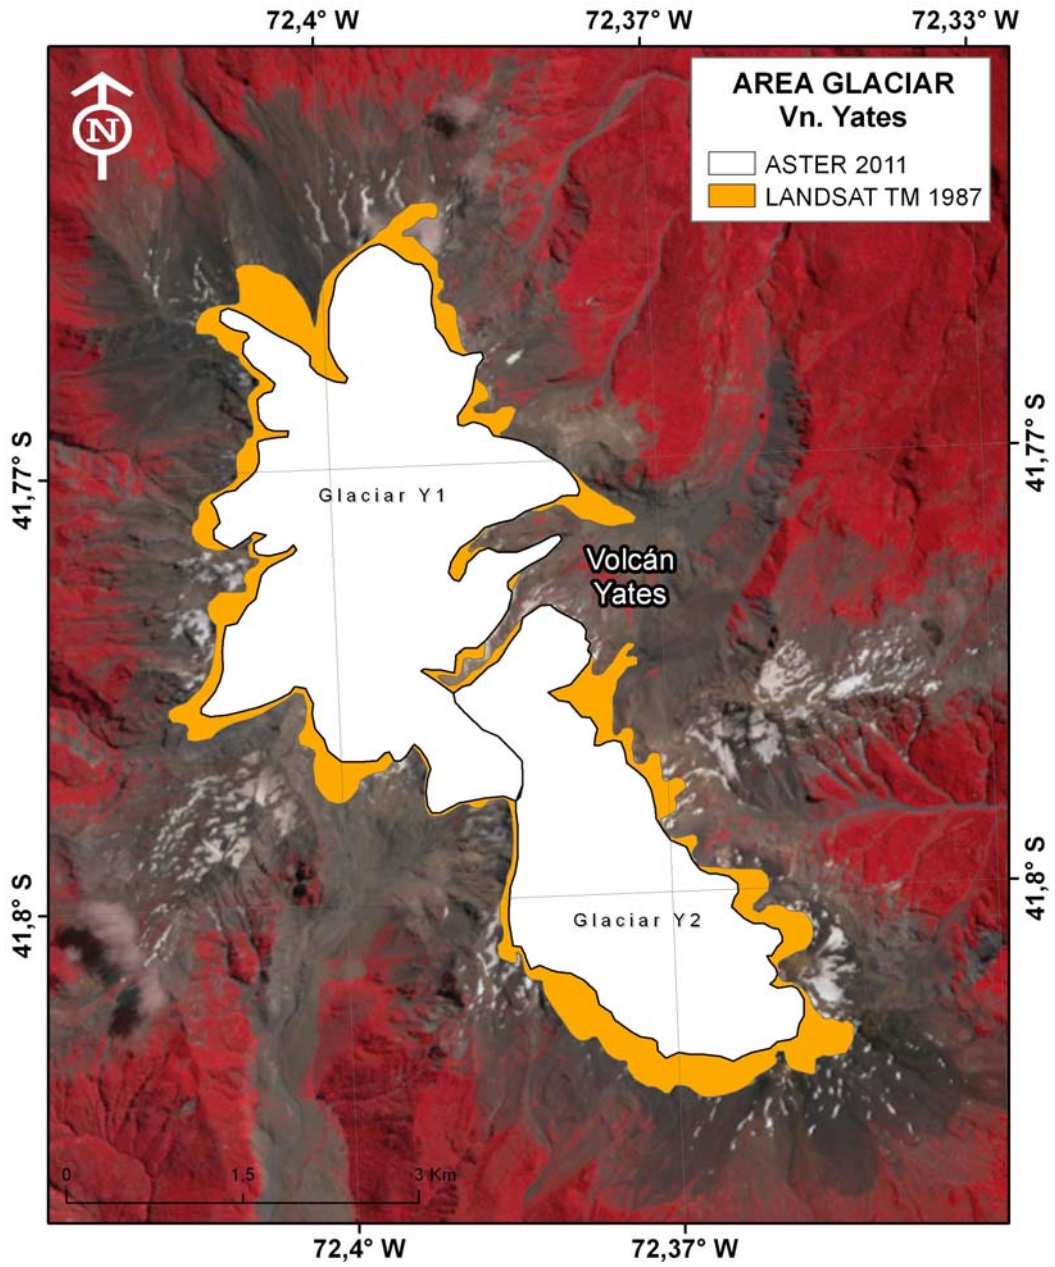 72,4° W
72,37° W
72,33° W
N
AREA GLACIAR
Vn. Yates
ASTER 2011
LANDSAT TM 1987
41,77° S
41,77° S
Glaciar Y1
Volcán
Yates
41,8° S
41,8° S
Glaciar Y2
0 1,5 3 Km
72,4° W
72,37° W